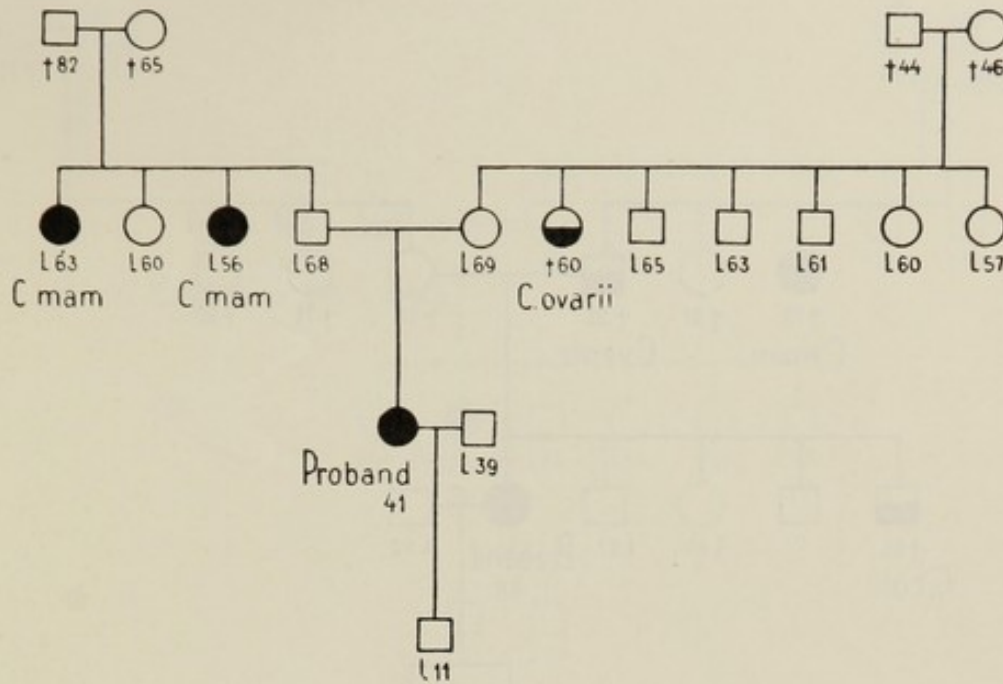 †82 †65 †44 †46
l63 l60 l56 l68 l69 †60 l65 l63 l61 l60 l57
C mam C mam C.ovarii
Proband l39
41
l11